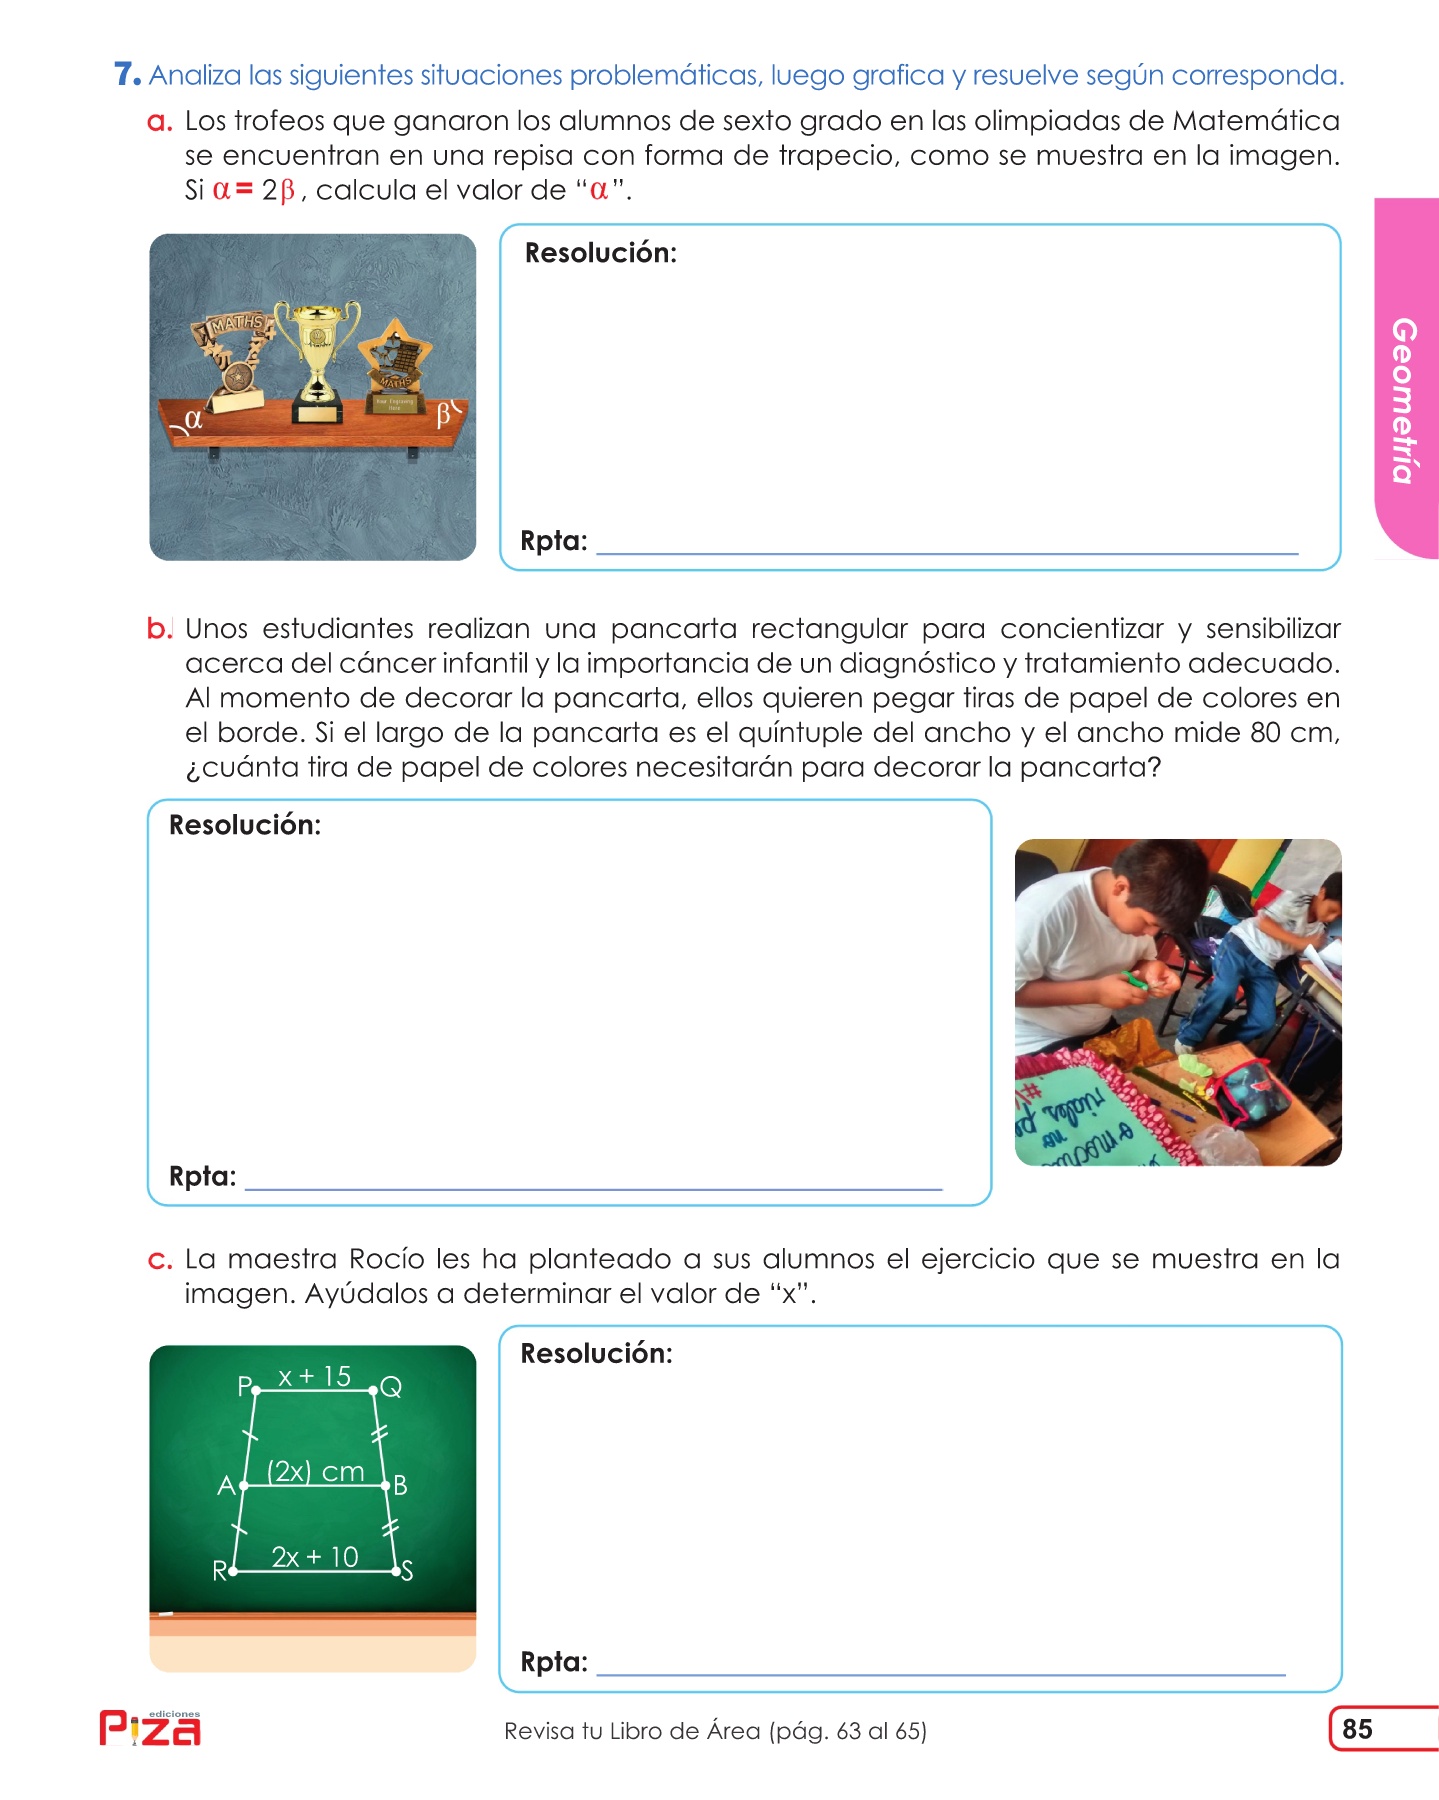 7. Analiza las siguientes situaciones problemáticas, luego grafica y resuelve según corresponda.
a. Los trofeos que ganaron los alumnos de sexto grado en las olimpiadas de Matemática
se encuentran en una repisa con forma de trapecio, como se muestra en la imagen.
Si α = 2β, calcula el valor de “α”.
Resolución:
MATHS
MATHS
Your Engraving
Here
α
β
Rpta:
Geometría
b. Unos estudiantes realizan una pancarta rectangular para concientizar y sensibilizar
acerca del cáncer infantil y la importancia de un diagnóstico y tratamiento adecuado.
Al momento de decorar la pancarta, ellos quieren pegar tiras de papel de colores en
el borde. Si el largo de la pancarta es el quíntuple del ancho y el ancho mide 80 cm,
¿cuánta tira de papel de colores necesitarán para decorar la pancarta?
Resolución:
Rpta:
c. La maestra Rocío les ha planteado a sus alumnos el ejercicio que se muestra en la
imagen. Ayúdalos a determinar el valor de “x”.
Resolución:
P x + 15 Q
A (2x) cm B
R 2x + 10 S
Rpta:
ediciones
Piza
Revisa tu Libro de Área (pág. 63 al 65)
85